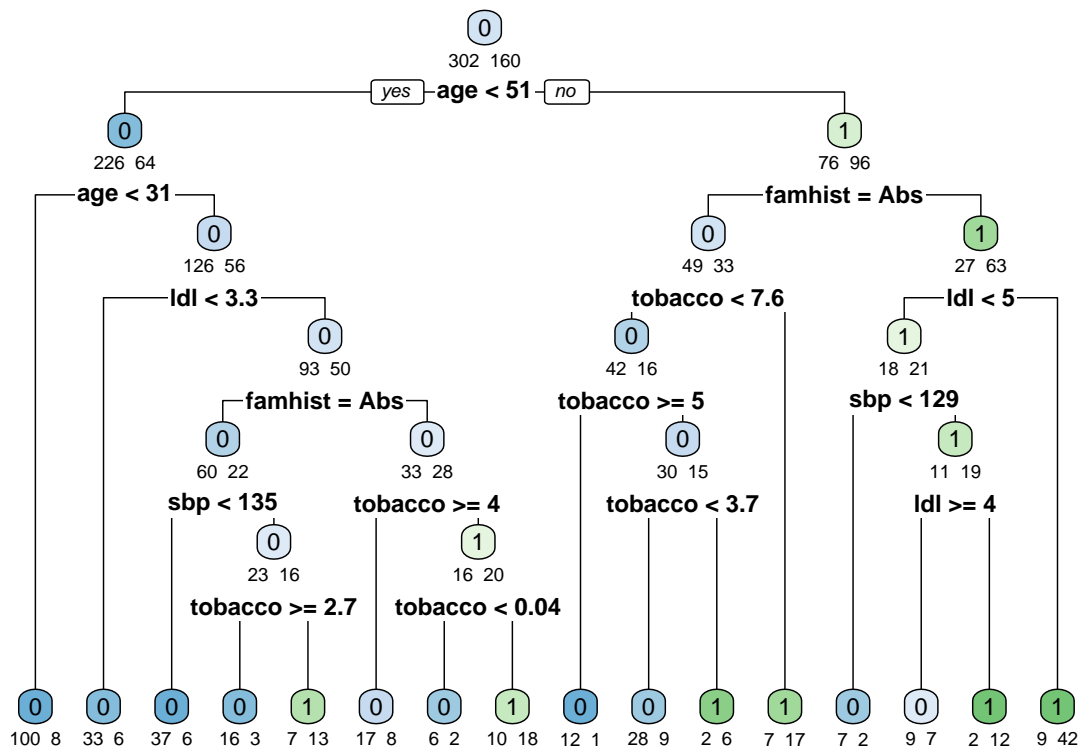 0
302 160
yes age < 51 no
0 1
226 64 76 96
age < 31 famhist = Abs
0 0 1
126 56 49 33 27 63
ldl < 3.3 tobacco < 7.6 ldl < 5
0 0 1
93 50 42 16 18 21
famhist = Abs tobacco >= 5 sbp < 129
0 0 0 1
60 22 33 28 30 15 11 19
sbp < 135 tobacco >= 4 tobacco < 3.7 ldl >= 4
0 1
23 16 16 20
tobacco >= 2.7 tobacco < 0.04
0 0 0 0 1 0 0 1 0 0 1 1 0 0 1 1
100 8 33 6 37 6 16 3 7 13 17 8 6 2 10 18 12 1 28 9 2 6 7 17 7 2 9 7 2 12 9 42